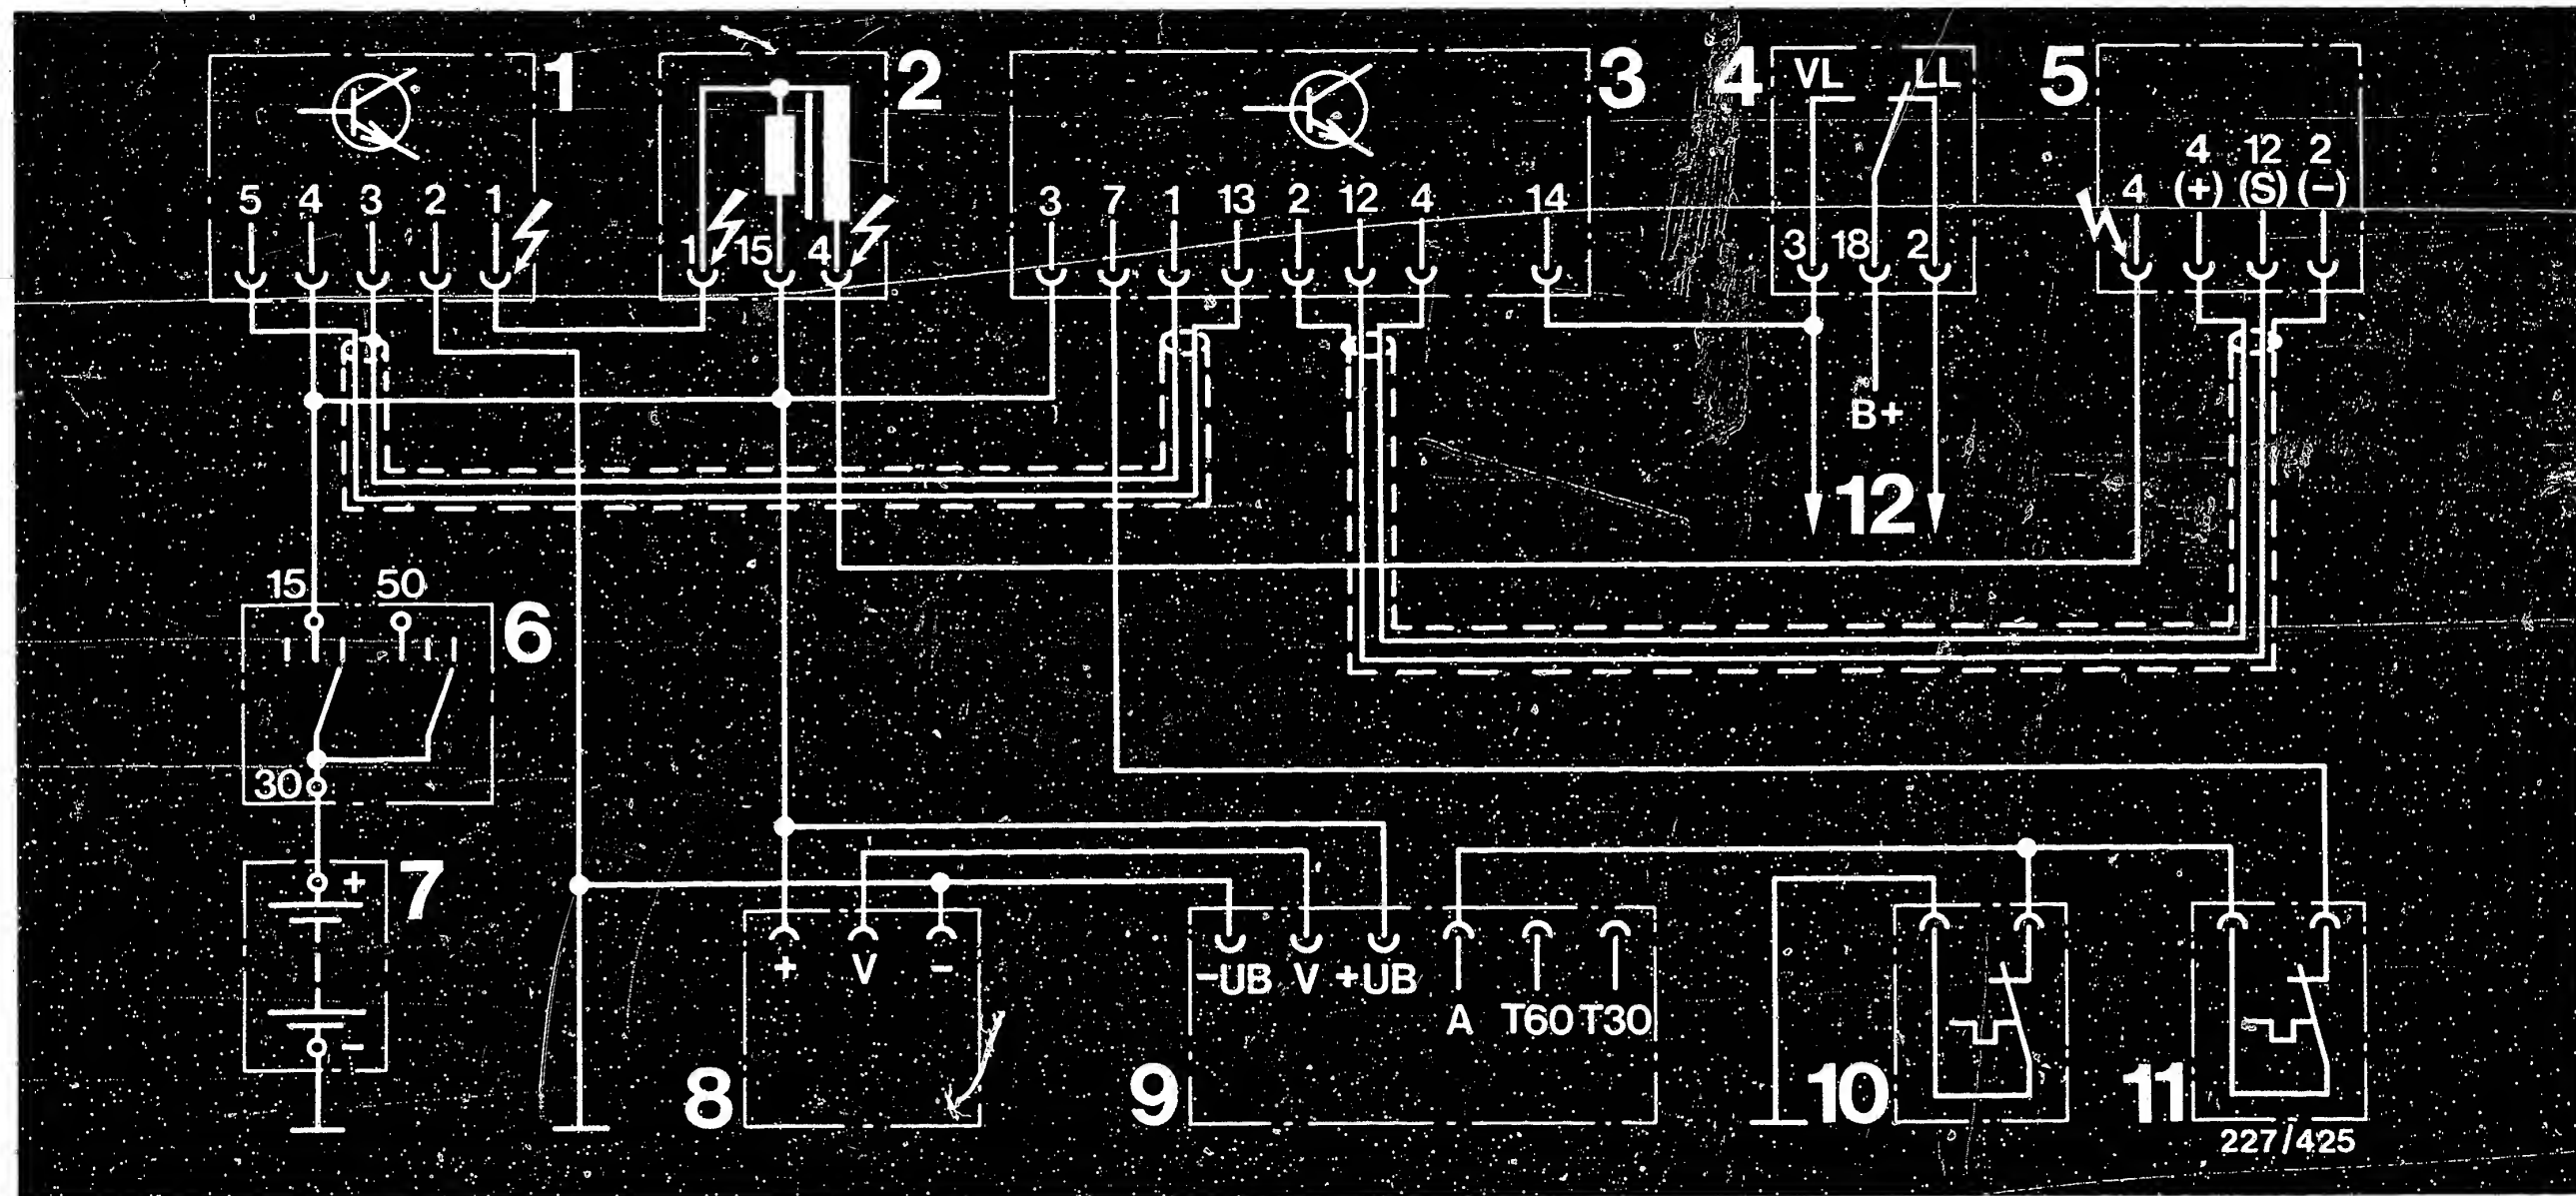 1 2 3 4 5
VL LL
4 12 2
5 4 3 2 1 3 7 1 13 2 12 4 14 4 (+) (S) (−)
1 15 4 3 18 2
B+
12
15 50
6
30
+ 7
+ V -
-UB V +UB
A T60 T30
-
8 9 10 11
227/425